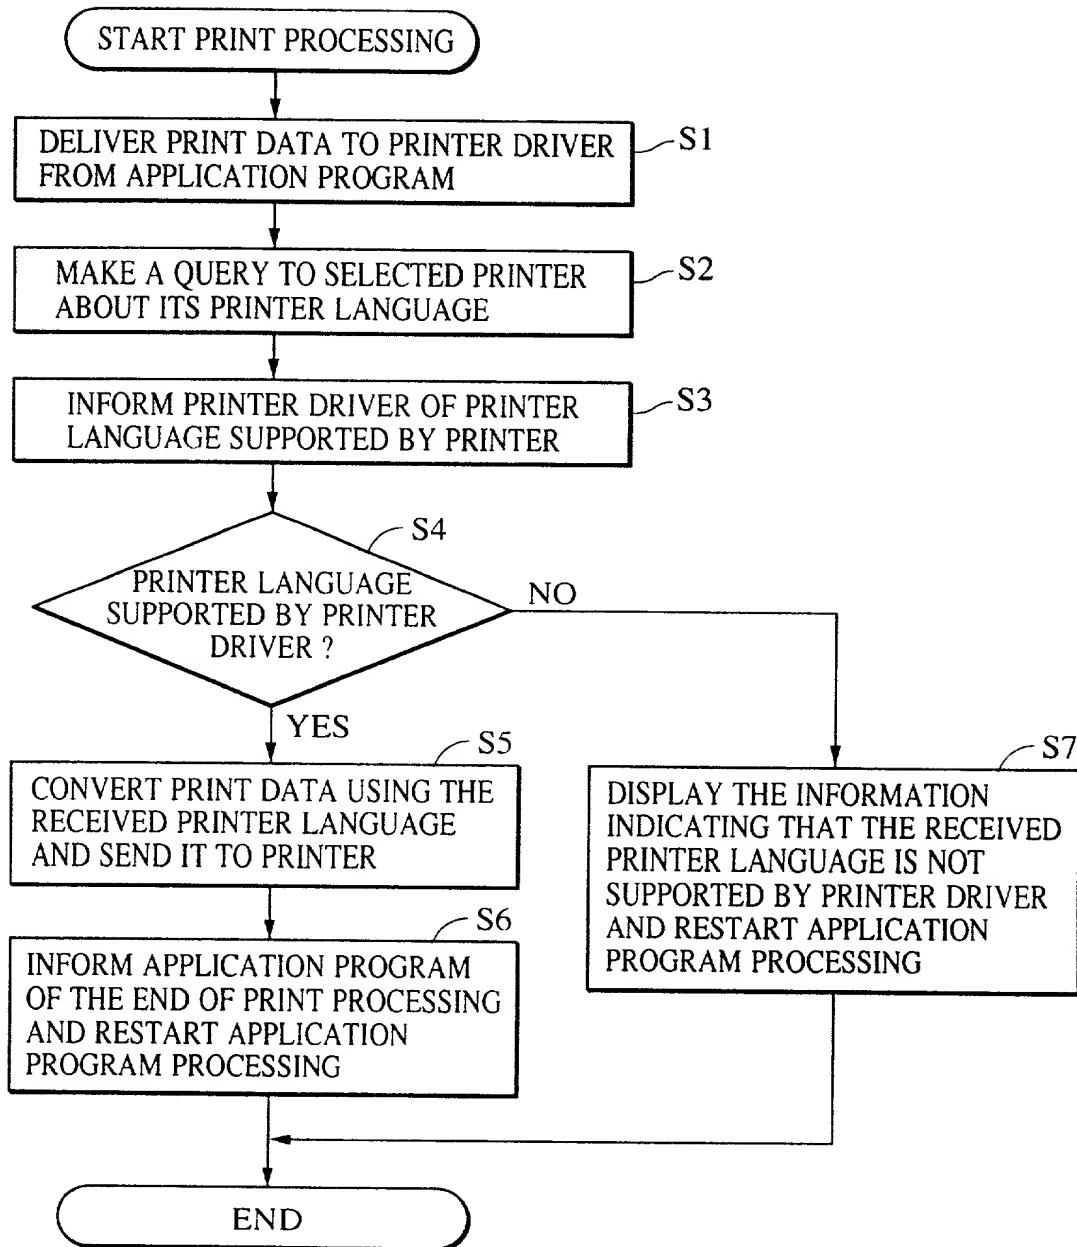 START PRINT PROCESSING
DELIVER PRINT DATA TO PRINTER DRIVER
FROM APPLICATION PROGRAM
S1
MAKE A QUERY TO SELECTED PRINTER
ABOUT ITS PRINTER LANGUAGE
S2
INFORM PRINTER DRIVER OF PRINTER
LANGUAGE SUPPORTED BY PRINTER
S3
S4
PRINTER LANGUAGE
SUPPORTED BY PRINTER
DRIVER ?
NO
YES
S5
CONVERT PRINT DATA USING THE
RECEIVED PRINTER LANGUAGE
AND SEND IT TO PRINTER
S6
INFORM APPLICATION PROGRAM
OF THE END OF PRINT PROCESSING
AND RESTART APPLICATION
PROGRAM PROCESSING
S7
DISPLAY THE INFORMATION
INDICATING THAT THE RECEIVED
PRINTER LANGUAGE IS NOT
SUPPORTED BY PRINTER DRIVER
AND RESTART APPLICATION
PROGRAM PROCESSING
END